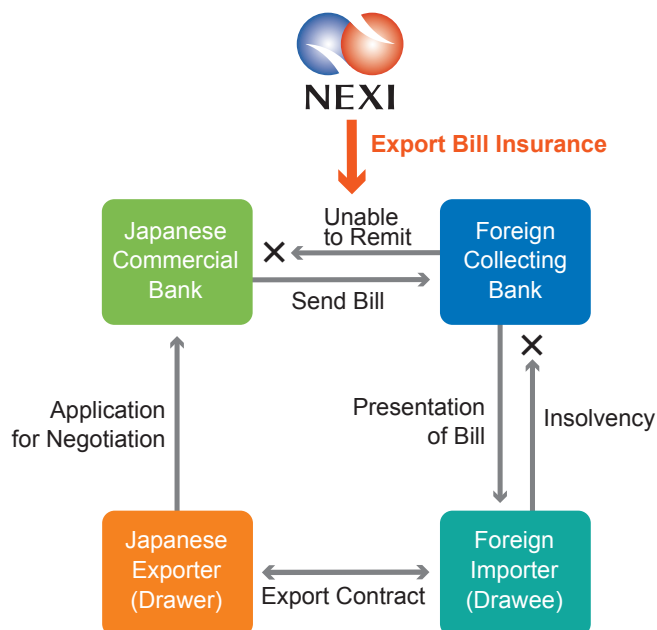 NEXI
Export Bill Insurance
Japanese
Commercial
Bank
Unable
to Remit
Send Bill
Foreign
Collecting
Bank
Application
for Negotiation
Presentation
of Bill
Insolvency
Japanese
Exporter
(Drawer)
Export Contract
Foreign
Importer
(Drawee)